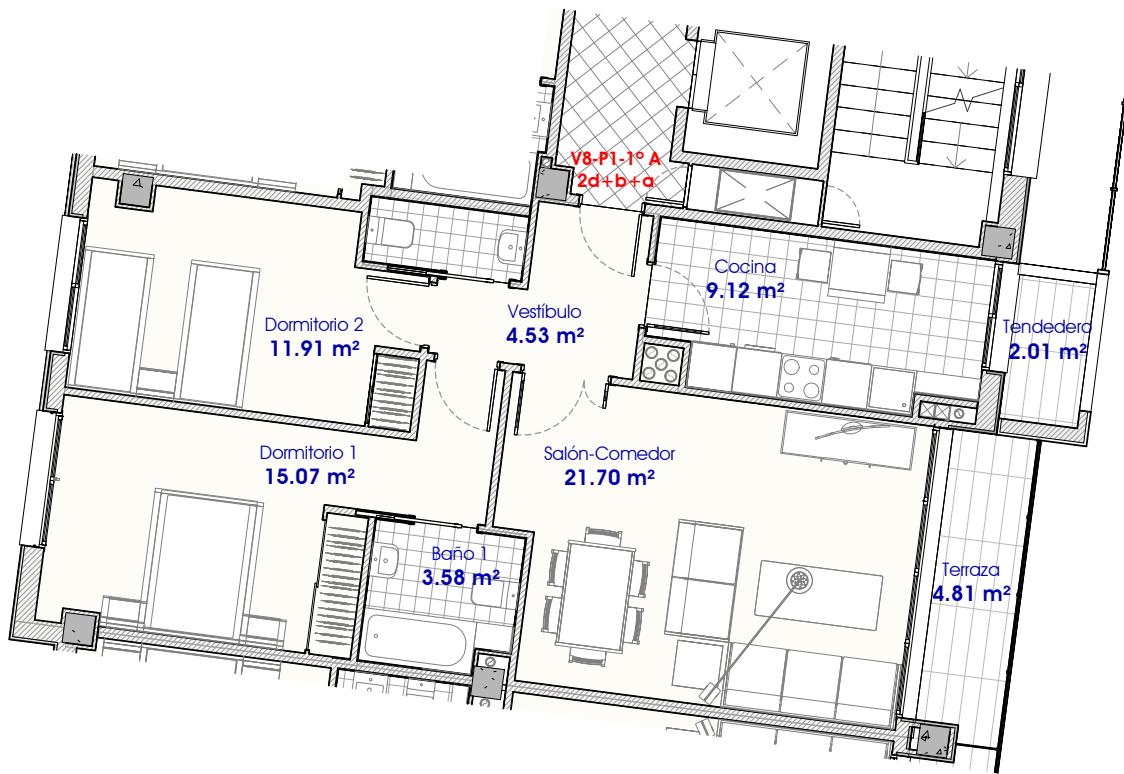 V8-P1-1º A
2d+b+a
Cocina
9.12 m²
Vestíbulo
4.53 m²
Dormitorio 2
11.91 m²
Tendedero
2.01 m²
Dormitorio 1
15.07 m²
Salón-Comedor
21.70 m²
Baño 1
3.58 m²
Terraza
4.81 m²